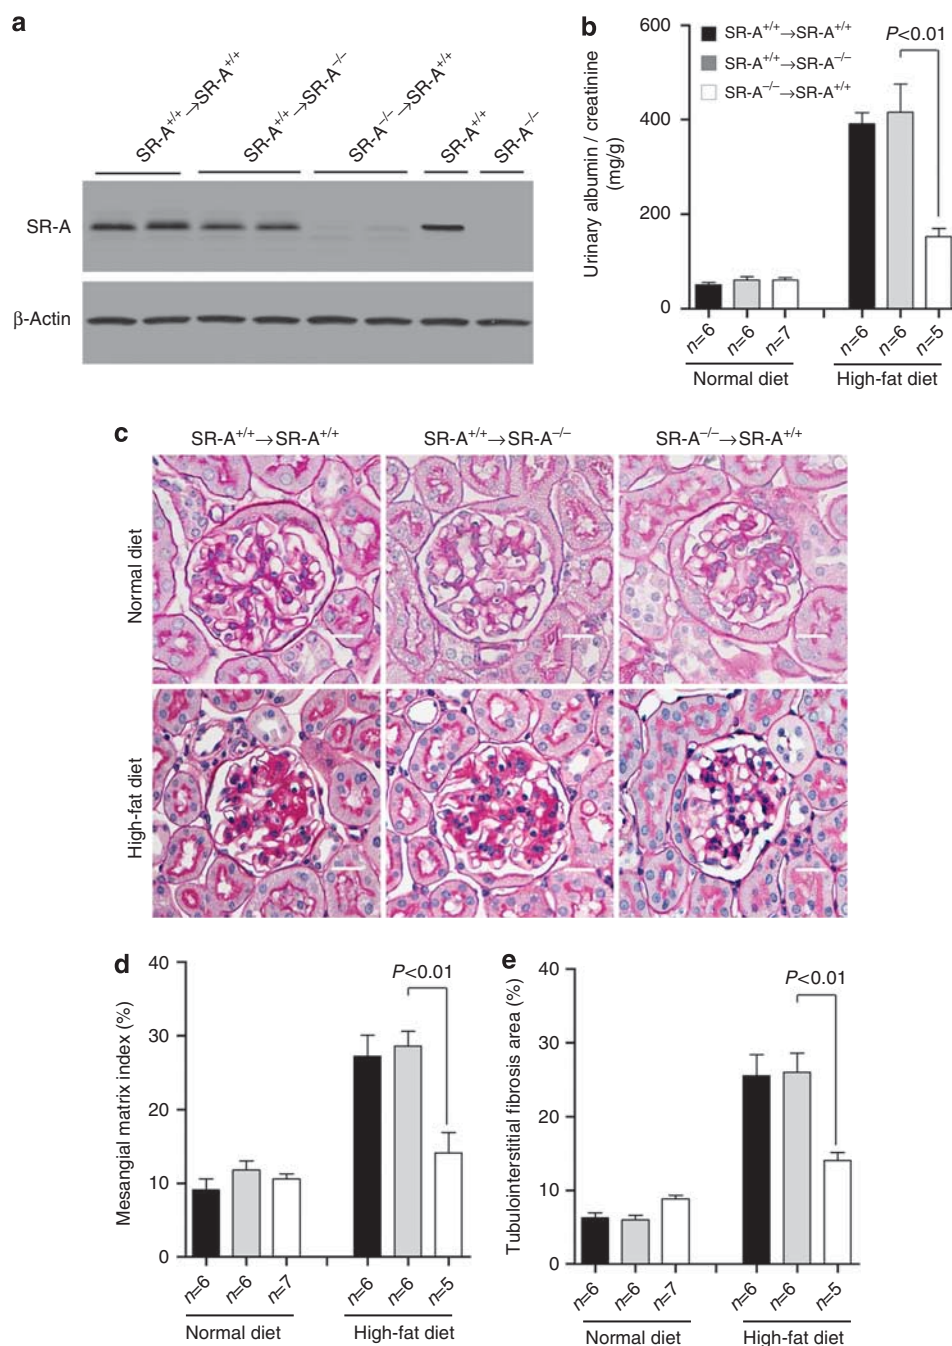 a
SR-A+/+→SR-A+/+
SR-A+/+→SR-A−/−
SR-A−/−→SR-A+/+
SR-A+/+
SR-A−/−
SR-A
β-Actin
b
600
400
200
0
Urinary albumin / creatinine
(mg/g)
SR-A+/+→SR-A+/+
SR-A+/+→SR-A−/−
SR-A−/−→SR-A+/+
P<0.01
n=6
n=6
n=7
n=6
n=6
n=5
Normal diet
High-fat diet
c
SR-A+/+→SR-A+/+
SR-A+/+→SR-A−/−
SR-A−/−→SR-A+/+
Normal diet
High-fat diet
d
40
30
20
10
0
Mesangial matrix index (%)
P<0.01
n=6
n=6
n=7
n=6
n=6
n=5
Normal diet
High-fat diet
e
40
30
20
10
0
Tubulointerstitial fibrosis area (%)
P<0.01
n=6
n=6
n=7
n=6
n=6
n=5
Normal diet
High-fat diet